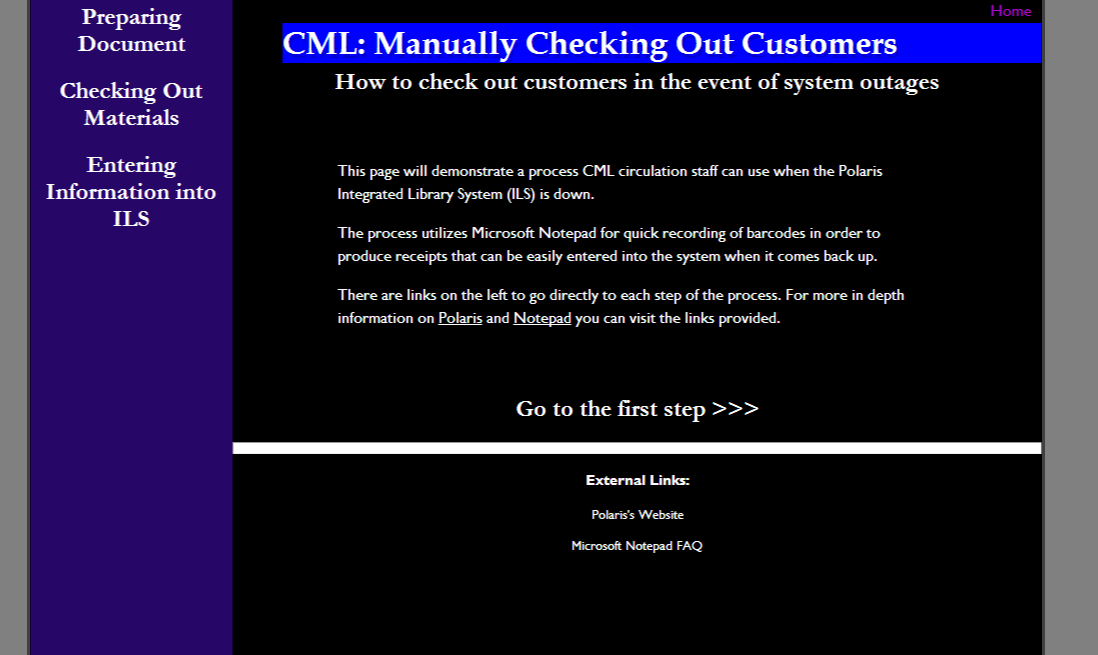 Preparing
Document
Checking Out
Materials
Entering
Information into
ILS
Home
CML: Manually Checking Out Customers
How to check out customers in the event of system outages
This page will demonstrate a process CML circulation staff can use when the Polaris
Integrated Library System (ILS) is down.
The process utilizes Microsoft Notepad for quick recording of barcodes in order to
produce receipts that can be easily entered into the system when it comes back up.
There are links on the left to go directly to each step of the process. For more in depth
information on Polaris and Notepad you can visit the links provided.
Go to the first step >>>
External Links:
Polaris's Website
Microsoft Notepad FAQ